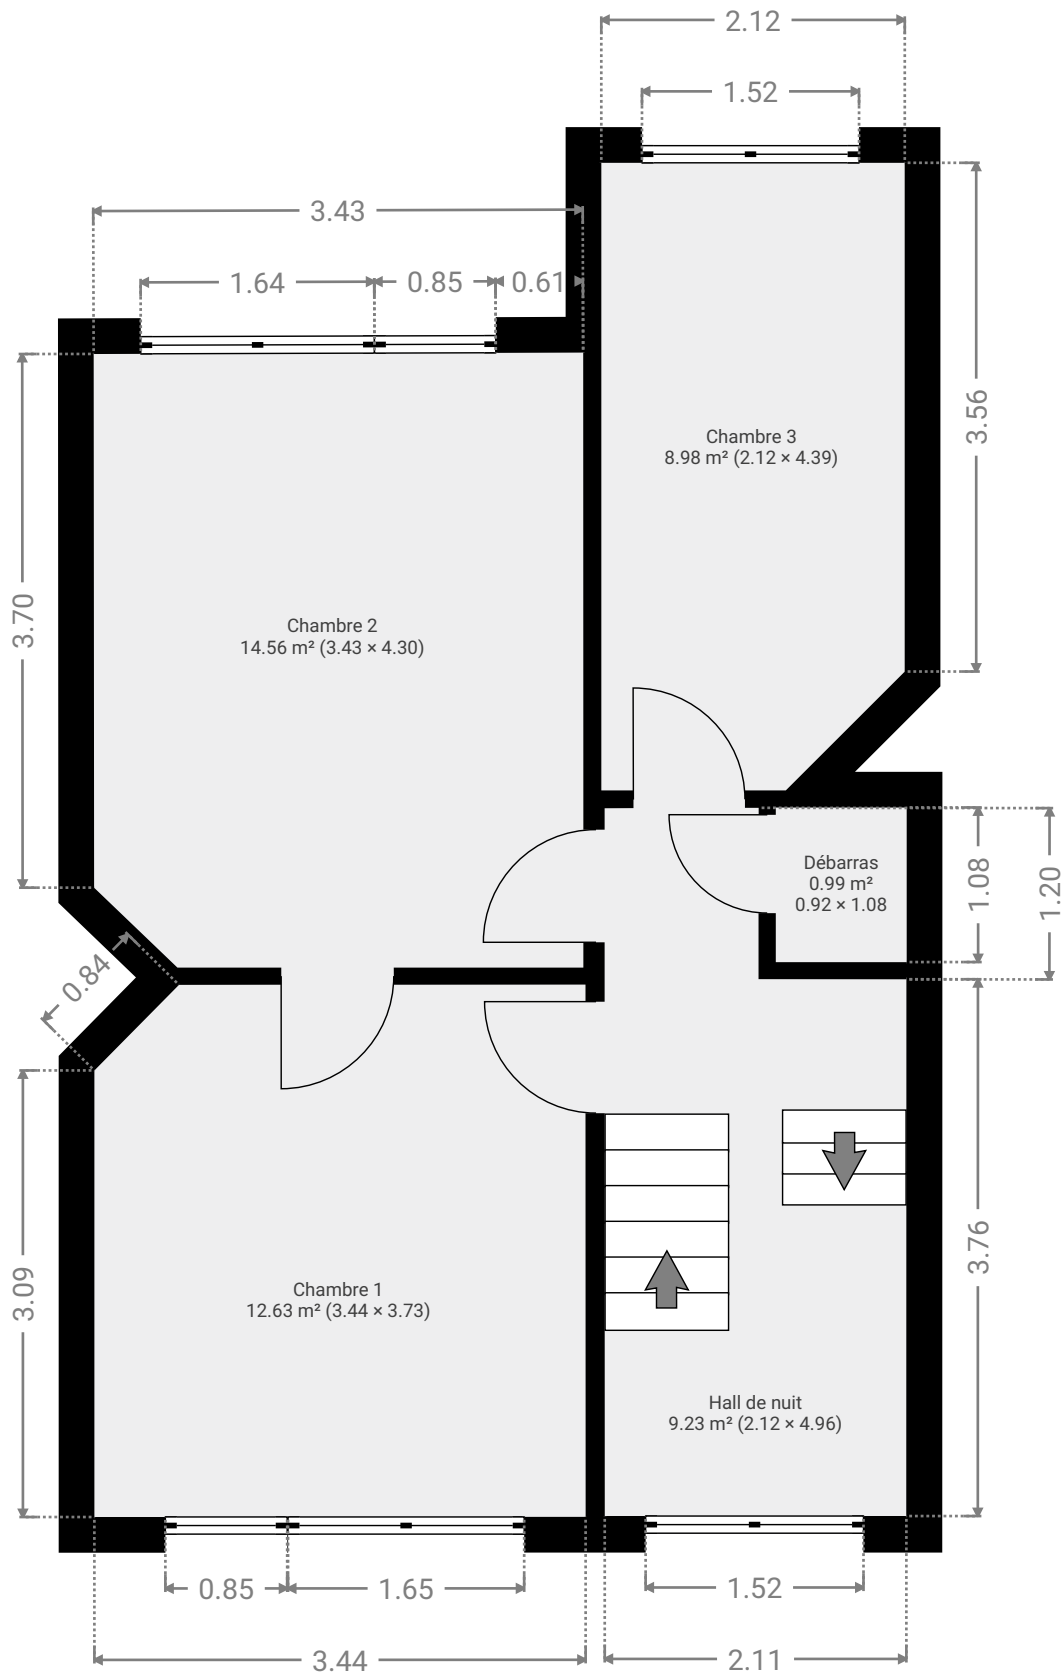 2.12
1.52
3.43
1.64
0.85
0.61
3.56
Chambre 3
8.98 m² (2.12 × 4.39)
3.70
Chambre 2
14.56 m² (3.43 × 4.30)
Débarras
0.99 m²
0.92 × 1.08
1.08
1.20
0.84
3.76
3.09
Chambre 1
12.63 m² (3.44 × 3.73)
Hall de nuit
9.23 m² (2.12 × 4.96)
0.85
1.65
1.52
3.44
2.11